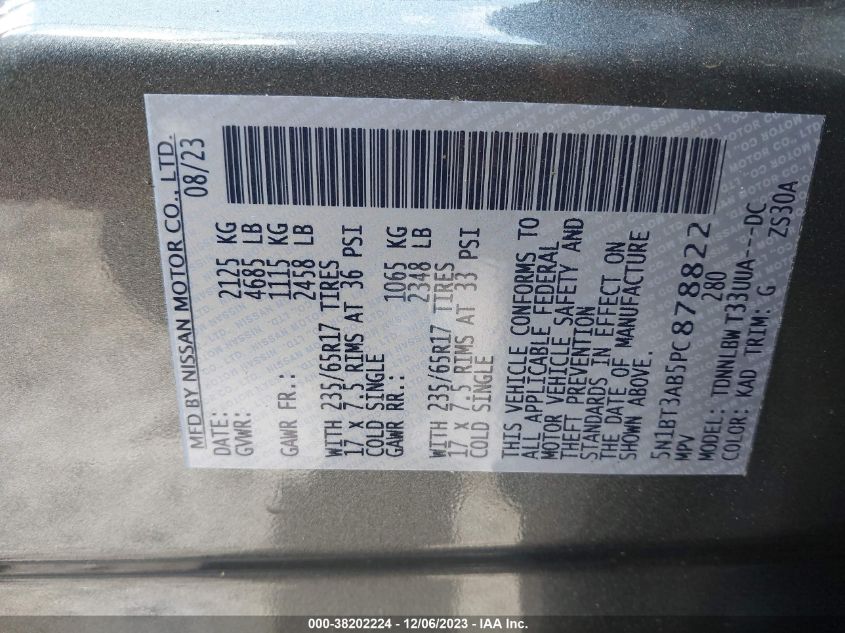 MFD BY NISSAN MOTOR CO., LTD.
DATE: 08/23
GVWR: 2125 KG
4685 LB
GAWR FR.: 1115 KG
2458 LB
WITH 235/65R17 TIRES
17 X 7.5 RIMS AT 36 PSI
COLD SINGLE
GAWR RR.: 1065 KG
2348 LB
WITH 235/65R17 TIRES
17 X 7.5 RIMS AT 33 PSI
COLD SINGLE
THIS VEHICLE CONFORMS TO
ALL APPLICABLE FEDERAL
MOTOR VEHICLE SAFETY AND
THEFT PREVENTION
STANDARDS IN EFFECT ON
THE DATE OF MANUFACTURE
SHOWN ABOVE.
5N1BT3AB5PC878822
MPV 280
MODEL: TDNNLBW T33UUA---DC
COLOR: KAD TRIM: G ZS30A
000-38202224 - 12/06/2023 - IAA Inc.